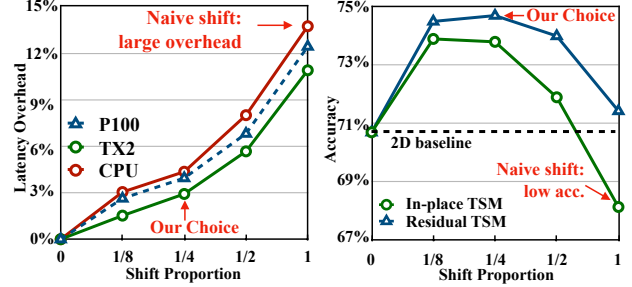 15%
12%
9%
6%
3%
0%
Latency Overhead
Naive shift:
large overhead
P100
TX2
CPU
Our Choice
0
1/8
1/4
1/2
1
Shift Proportion
75%
73%
71%
68%
67%
Accuracy
Our Choice
2D baseline
Naive shift:
low acc.
In-place TSM
Residual TSM
0
1/8
1/4
1/2
1
Shift Proportion